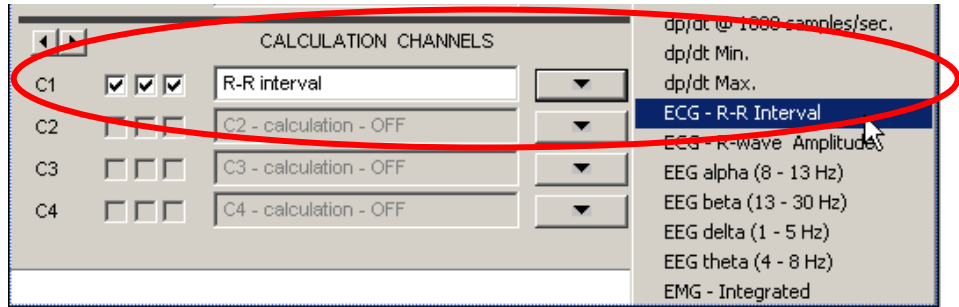 CALCULATION CHANNELS
C1 R-R interval
C2 C2 - calculation - OFF
C3 C3 - calculation - OFF
C4 C4 - calculation - OFF
dp/dt @ 1000 samples/sec.
dp/dt Min.
dp/dt Max.
ECG - R-R Interval
ECG - R-wave Amplitude
EEG alpha (8 - 13 Hz)
EEG beta (13 - 30 Hz)
EEG delta (1 - 5 Hz)
EEG theta (4 - 8 Hz)
EMG - Integrated